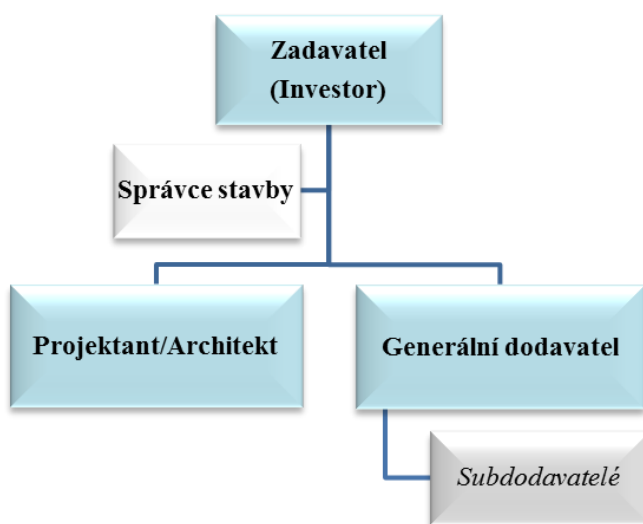 Zadavatel
(Investor)
Správce stavby
Projektant/Architekt
Generální dodavatel
Subdodavatelé